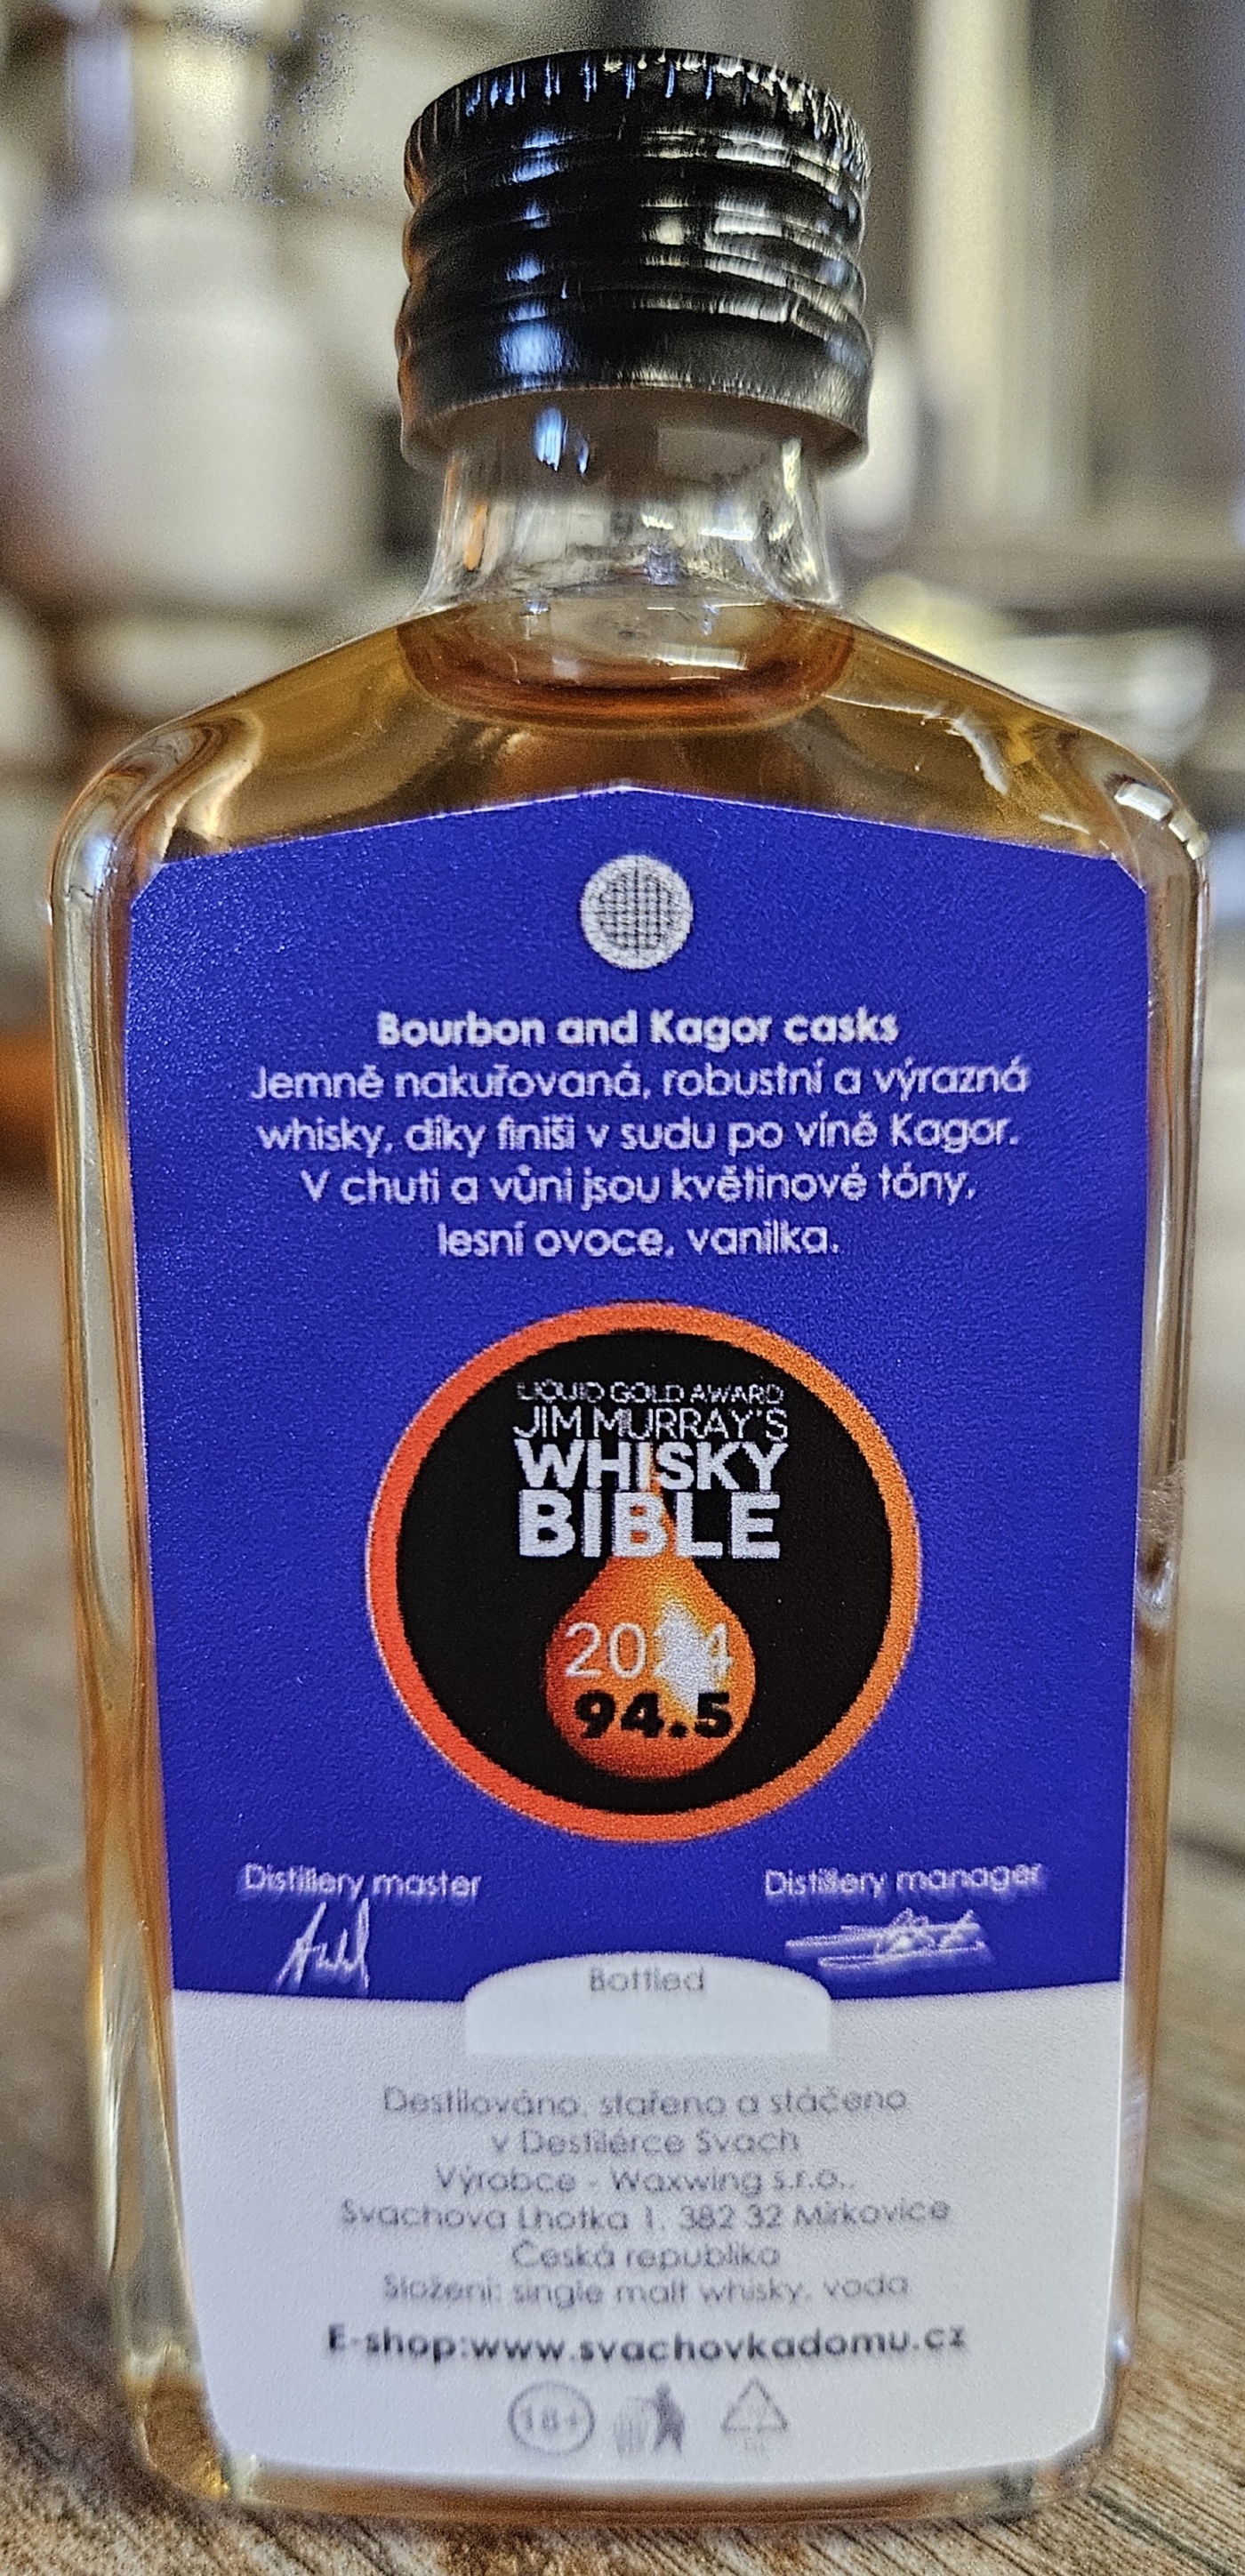 Bourbon and Kagor casks
Jemně nakuřovaná, robustní a výrazná
whisky, díky finiši v sudu po víně Kagor.
V chuti a vůni jsou květinové tóny,
lesní ovoce, vanilka.
LIQUID GOLD AWARD
JIM MURRAY'S
WHISKY
BIBLE
2024
94.5
Distillery master
Distillery manager
Bottled
Destilováno, stařeno a stáčeno
v Destilérce Svach
Výrobce - Waxwing s.r.o.,
Svachova Lhotka 1, 382 32 Mirkovice
Česká republika
Složení: single malt whisky, voda
E-shop:www.svachovkadomu.cz
18+